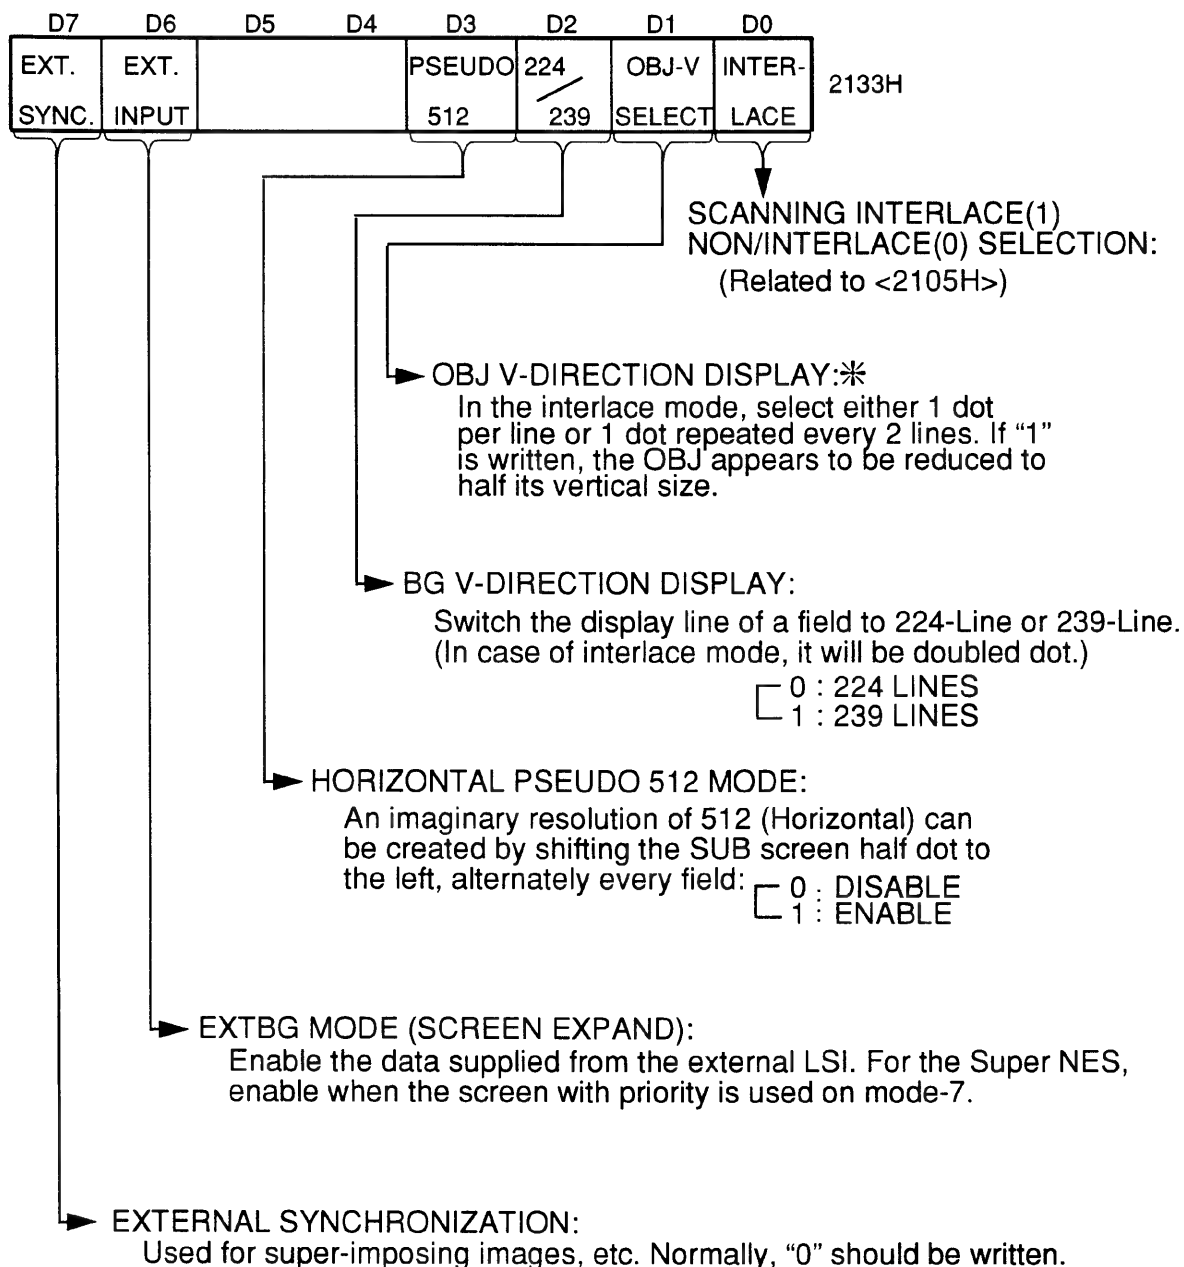 D7 D6 D5 D4 D3 D2 D1 D0
EXT. EXT. PSEUDO 224 OBJ-V INTER-
2133H
SYNC. INPUT 512 / 239 SELECT LACE
SCANNING INTERLACE(1)
NON/INTERLACE(0) SELECTION:
(Related to <2105H>)
OBJ V-DIRECTION DISPLAY:✻
In the interlace mode, select either 1 dot
per line or 1 dot repeated every 2 lines. If “1”
is written, the OBJ appears to be reduced to
half its vertical size.
BG V-DIRECTION DISPLAY:
Switch the display line of a field to 224-Line or 239-Line.
(In case of interlace mode, it will be doubled dot.)
0 : 224 LINES
1 : 239 LINES
HORIZONTAL PSEUDO 512 MODE:
An imaginary resolution of 512 (Horizontal) can
be created by shifting the SUB screen half dot to
the left, alternately every field:
0 : DISABLE
1 : ENABLE
EXTBG MODE (SCREEN EXPAND):
Enable the data supplied from the external LSI. For the Super NES,
enable when the screen with priority is used on mode-7.
EXTERNAL SYNCHRONIZATION:
Used for super-imposing images, etc. Normally, “0” should be written.